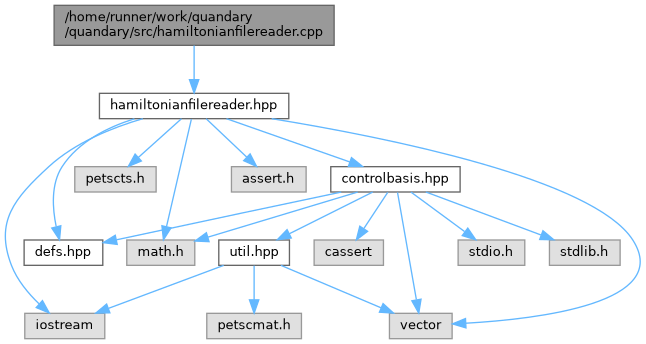 /home/runner/work/quandary
/quandary/src/hamiltonianfilereader.cpp
hamiltonianfilereader.hpp
petscts.h
assert.h
controlbasis.hpp
defs.hpp
math.h
util.hpp
cassert
stdio.h
stdlib.h
iostream
petscmat.h
vector